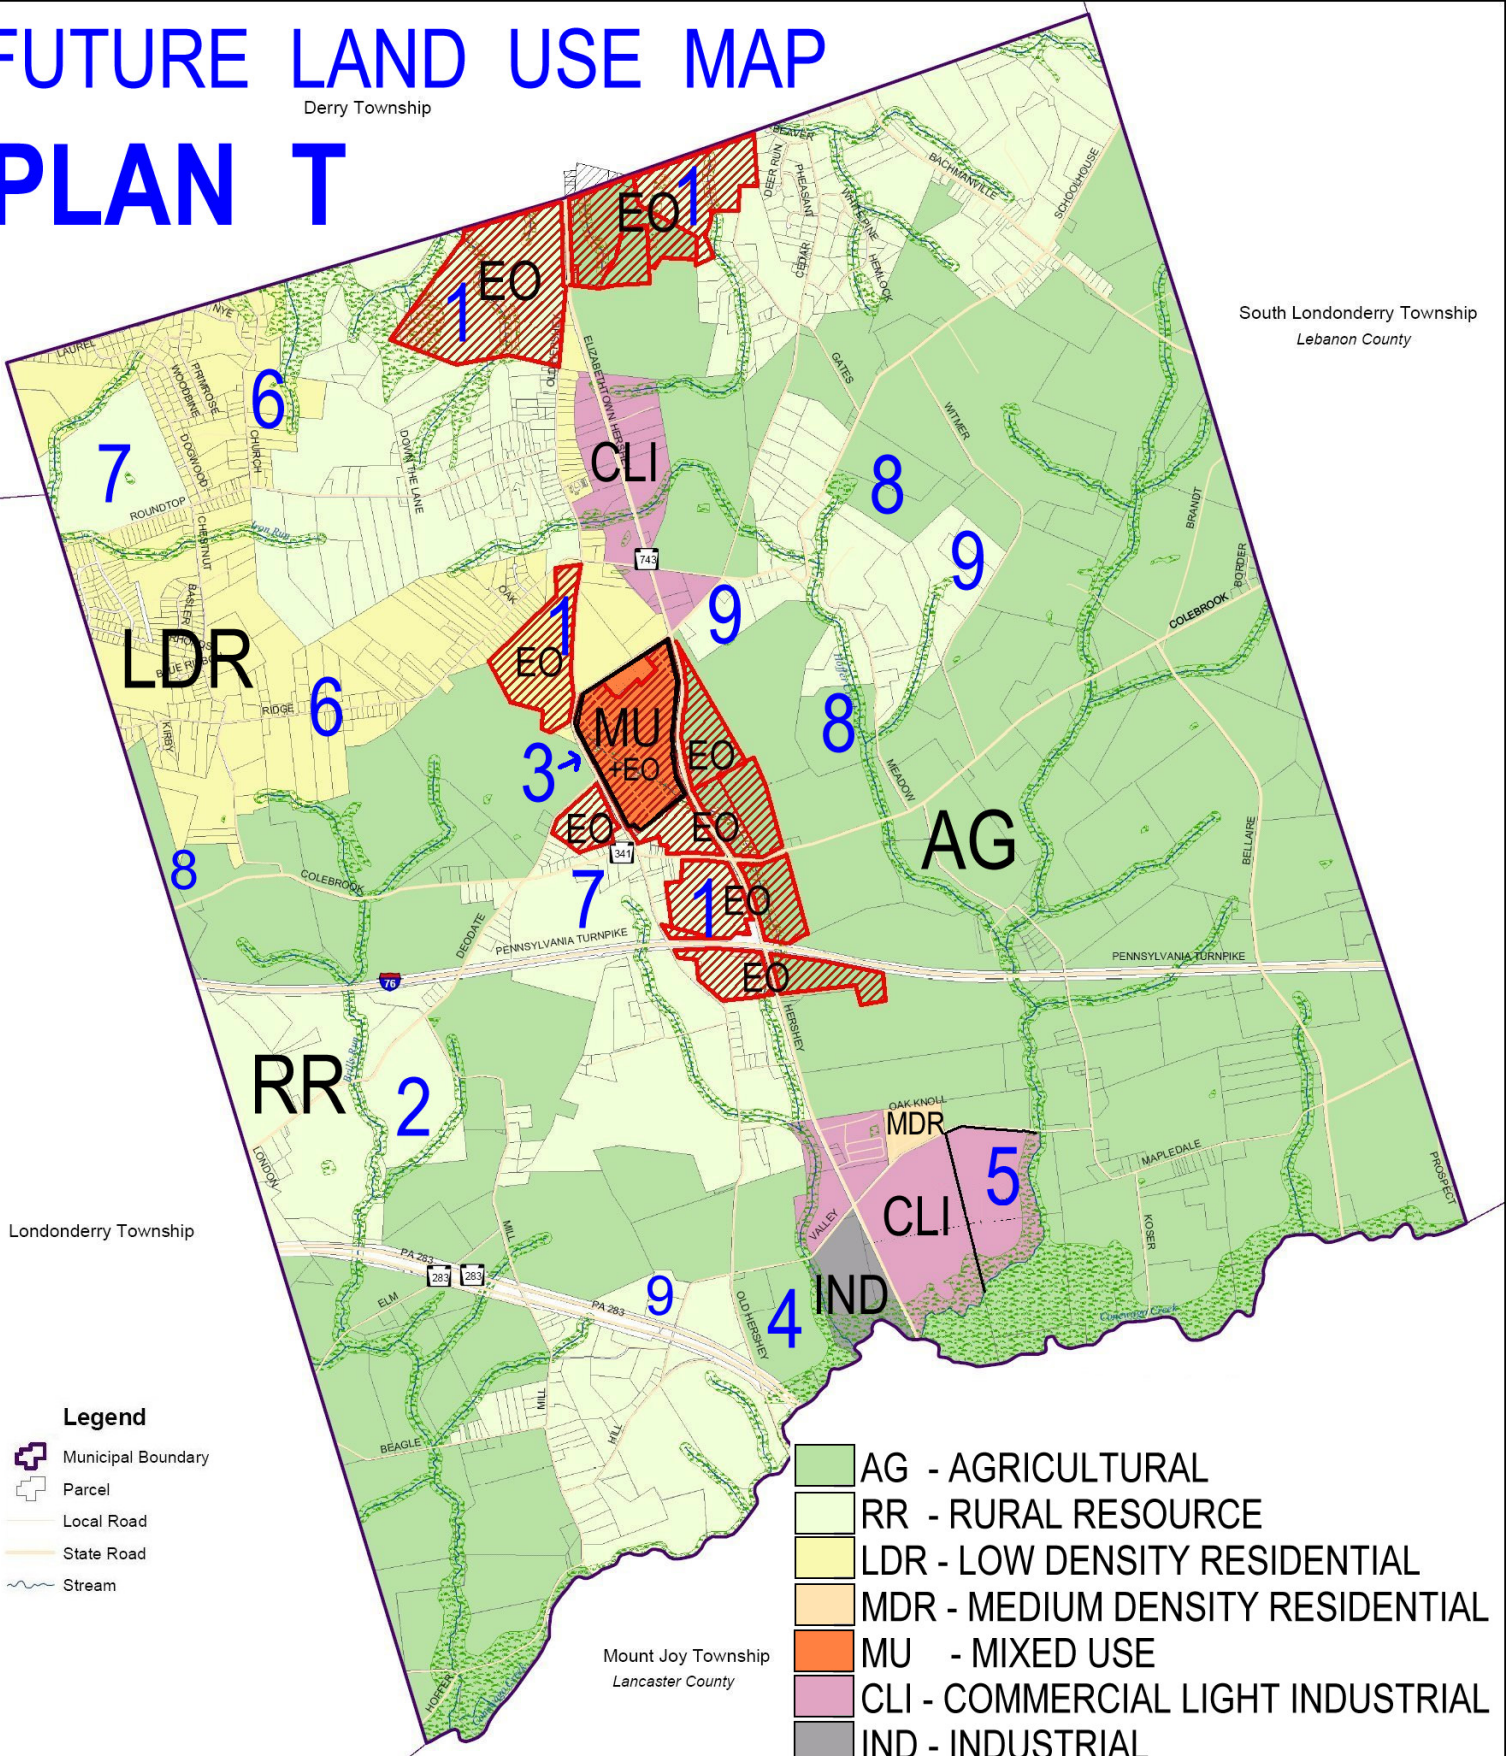 FUTURE LAND USE MAP
Derry Township
PLAN T
BEAVER
DEER RUN
PHEASANT
BACHMANVILLE
SCHOOLHOUSE
WHITE PINE
HEMLOCK
CEDAR
EO
1
EO
1
South Londonderry Township
Lebanon County
NYE
LAUREL
PRIMROSE
WOODBINE
DOGWOOD
CHURCH
6
7
ROUNDTOP
CHESTNUT
DOWN THE LANE
Iron Run
ELIZABETHTOWN HERSHEY
CLI
743
GATES
WITMER
8
9
BRANDT
BORDER
COLEBROOK
OAK
1
EO
9
BASLER
RHODES
LDR
6
RIDGE
KIRBY
MU
+EO
3
EO
8
MEADOW
EO
EO
341
AG
BELLAIRE
8
COLEBROOK
7
1
EO
DEODATE
PENNSYLVANIA TURNPIKE
PENNSYLVANIA TURNPIKE
76
EO
HERSHEY
RR
2
LONDON
OAK KNOLL
MDR
5
MAPLEDALE
PROSPECT
KOSER
Londonderry Township
MILL
VALLEY
CLI
PA 283
283
283
ELM
PA 283
9
OLD HERSHEY
4
IND
Conewago Creek
MILL
HILL
BEAGLE
HOFFER
Legend
Municipal Boundary
Parcel
Local Road
State Road
Stream
Mount Joy Township
Lancaster County
AG - AGRICULTURAL
RR - RURAL RESOURCE
LDR - LOW DENSITY RESIDENTIAL
MDR - MEDIUM DENSITY RESIDENTIAL
MU - MIXED USE
CLI - COMMERCIAL LIGHT INDUSTRIAL
IND - INDUSTRIAL